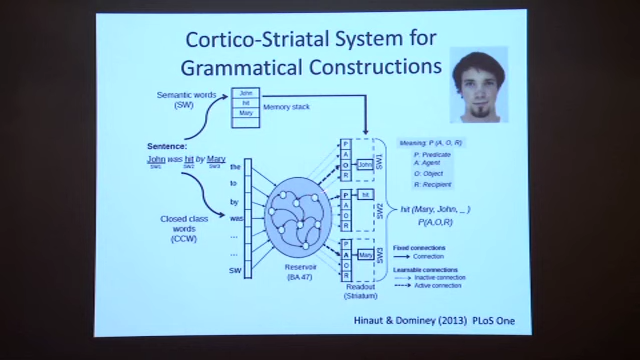 Cortico-Striatal System for
Grammatical Constructions
Semantic words
(SW)
John
hit
Mary
Memory stack
Sentence:
John was hit by Mary
SW1 SW2 SW3
Closed class
words
(CCW)
the
to
by
was
...
...
SW
Reservoir
(BA 47)
P
A
O
R
John
SW1
P
A
O
R
hit
SW2
P
A
O
R
Mary
SW3
Readout
(Striatum)
Meaning: P (A, O, R)
P: Predicate
A: Agent
O: Object
R: Recipient
hit (Mary, John, _ )
P(A,O,R)
Fixed connections
Connection
Learnable connections
Inactive connection
Active connection
Hinaut & Dominey (2013) PLoS One